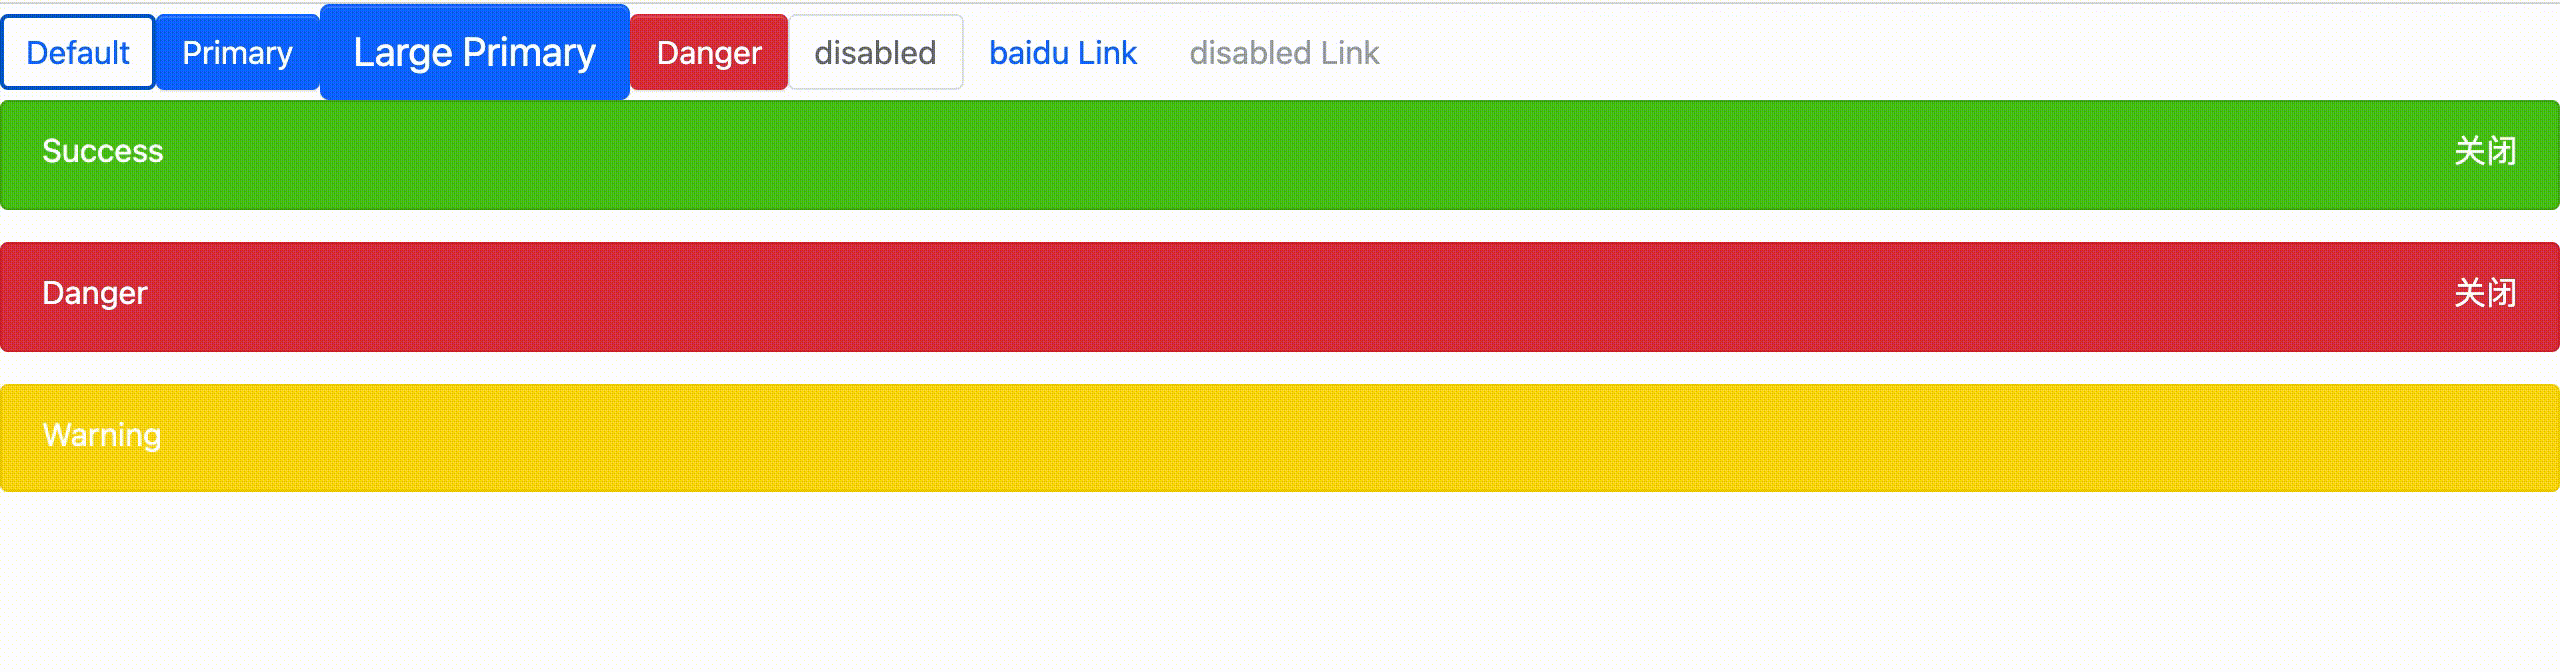 Default Primary Large Primary Danger disabled baidu Link disabled Link
Success 关闭
Danger 关闭
Warning